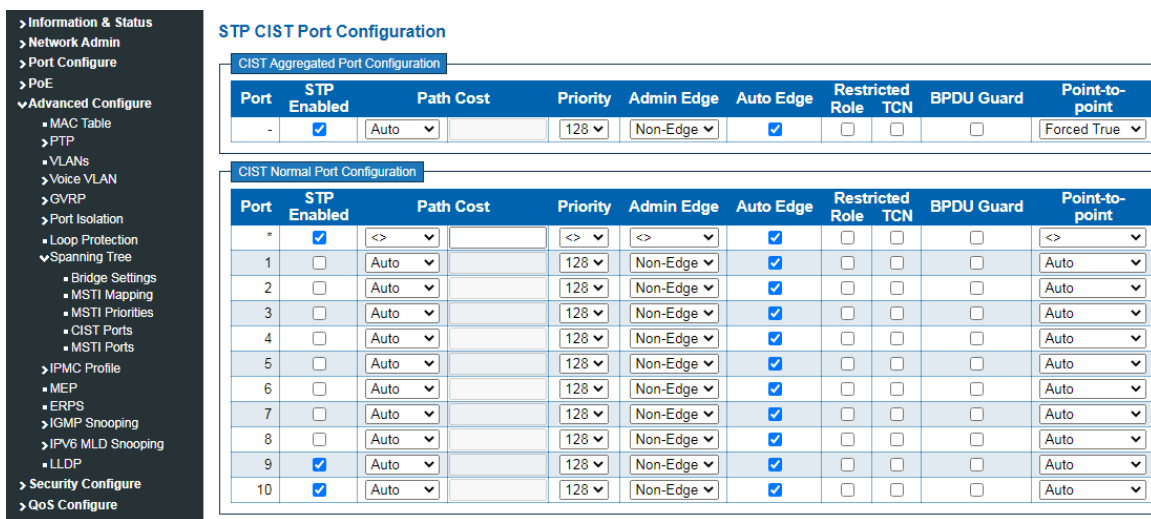 Information & Status
Network Admin
Port Configure
PoE
Advanced Configure
MAC Table
PTP
VLANs
Voice VLAN
GVRP
Port Isolation
Loop Protection
Spanning Tree
Bridge Settings
MSTI Mapping
MSTI Priorities
CIST Ports
MSTI Ports
IPMC Profile
MEP
ERPS
IGMP Snooping
IPV6 MLD Snooping
LLDP
Security Configure
QoS Configure
STP CIST Port Configuration
CIST Aggregated Port Configuration
Port STP Enabled Path Cost Priority Admin Edge Auto Edge Restricted Role TCN BPDU Guard Point-to-point
- Auto 128 Non-Edge Forced True
CIST Normal Port Configuration
Port STP Enabled Path Cost Priority Admin Edge Auto Edge Restricted Role TCN BPDU Guard Point-to-point
* <> <> <> <>
1 Auto 128 Non-Edge Auto
2 Auto 128 Non-Edge Auto
3 Auto 128 Non-Edge Auto
4 Auto 128 Non-Edge Auto
5 Auto 128 Non-Edge Auto
6 Auto 128 Non-Edge Auto
7 Auto 128 Non-Edge Auto
8 Auto 128 Non-Edge Auto
9 Auto 128 Non-Edge Auto
10 Auto 128 Non-Edge Auto